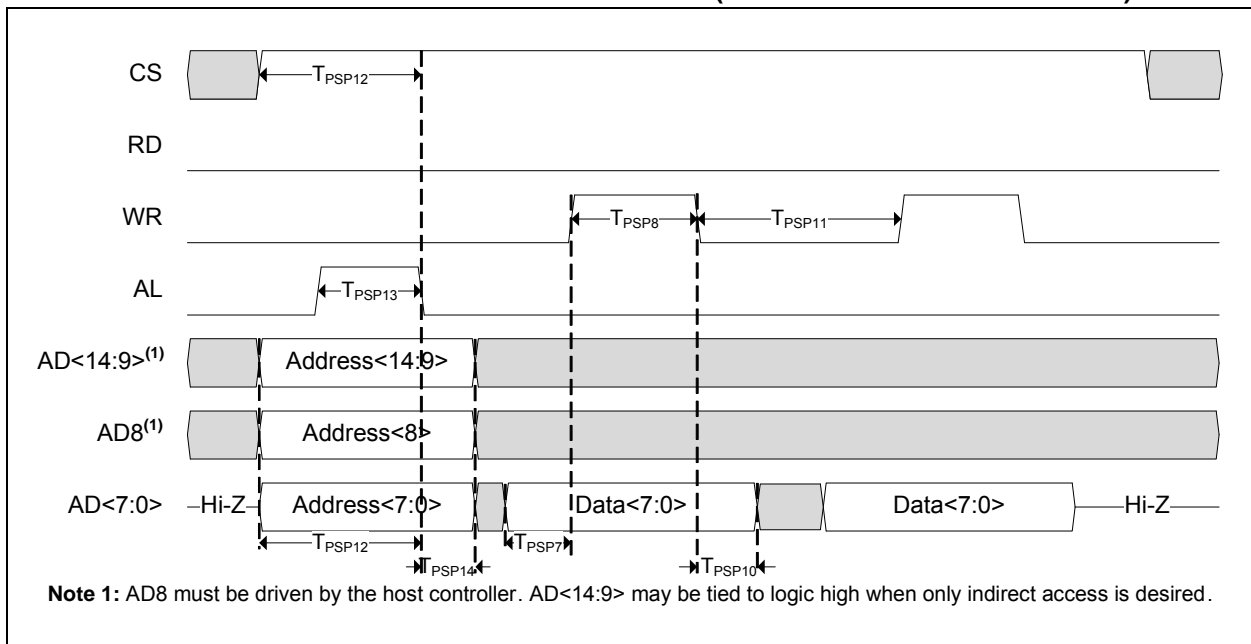 CS
T_PSP12
RD
WR
T_PSP8
T_PSP11
AL
T_PSP13
AD<14:9>(1)
Address<14:9>
AD8(1)
Address<8>
AD<7:0>
Hi-Z
Address<7:0>
Data<7:0>
Data<7:0>
Hi-Z
T_PSP12
T_PSP14
T_PSP7
T_PSP10
Note 1: AD8 must be driven by the host controller. AD<14:9> may be tied to logic high when only indirect access is desired.